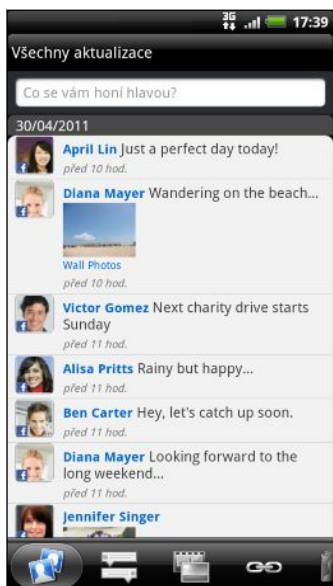 3G 17:39
Všechny aktualizace
Co se vám honí hlavou?
30/04/2011
April Lin Just a perfect day today!
před 10 hod.
Diana Mayer Wandering on the beach...
Wall Photos
před 10 hod.
Victor Gomez Next charity drive starts
Sunday
před 11 hod.
Alisa Pritts Rainy but happy...
před 11 hod.
Ben Carter Hey, let's catch up soon.
před 11 hod.
Diana Mayer Looking forward to the
long weekend...
před 11 hod.
Jennifer Singer